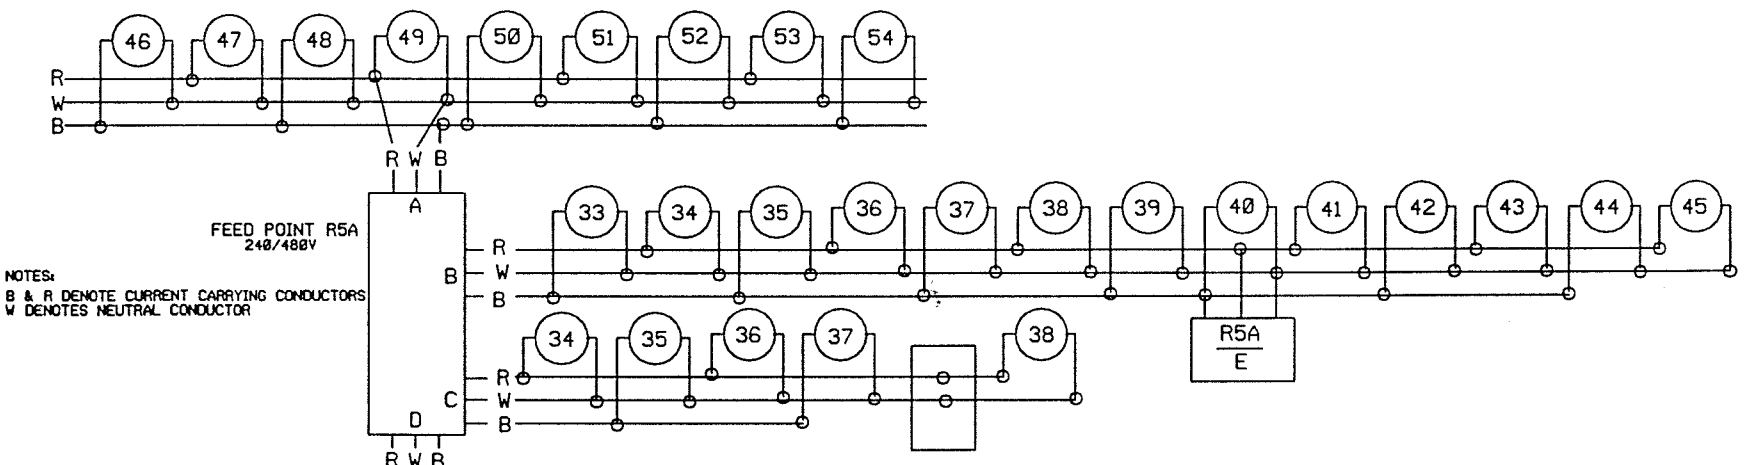 46 47 48 49 50 51 52 53 54
R
W
B
R W B
A
FEED POINT R5A
240/480V
33 34 35 36 37 38 39 40 41 42 43 44 45
R
B W
B
NOTES:
B & R DENOTE CURRENT CARRYING CONDUCTORS
W DENOTES NEUTRAL CONDUCTOR
34 35 36 37 38
R5A
E
R
C W
D B
R W B